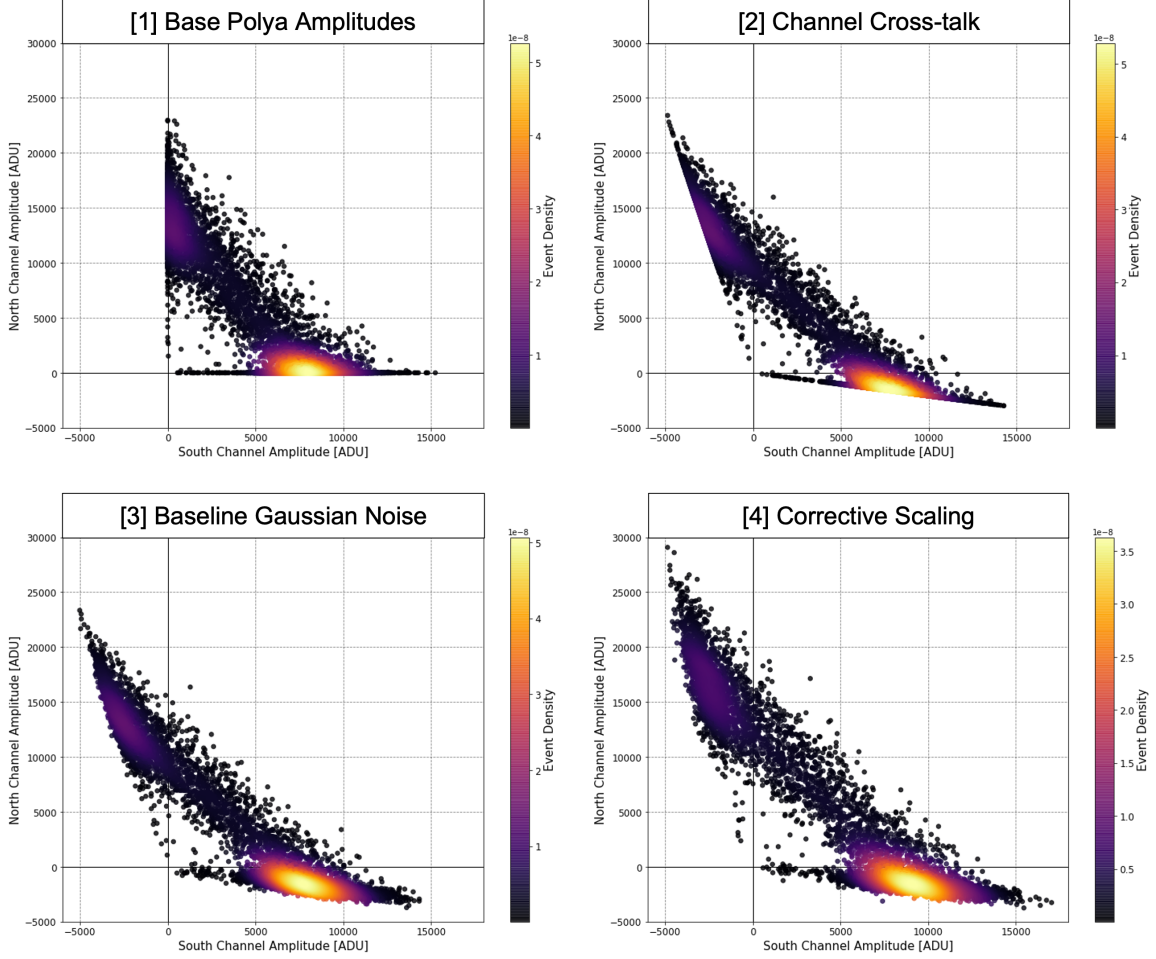 [1] Base Polya Amplitudes
1e−8
30000
25000
20000
15000
10000
5000
0
−5000
North Channel Amplitude [ADU]
−5000 0 5000 10000 15000
South Channel Amplitude [ADU]
5
4
3
2
1
Event Density
[2] Channel Cross-talk
1e−8
30000
25000
20000
15000
10000
5000
0
−5000
North Channel Amplitude [ADU]
−5000 0 5000 10000 15000
South Channel Amplitude [ADU]
5
4
3
2
1
Event Density
[3] Baseline Gaussian Noise
1e−8
30000
25000
20000
15000
10000
5000
0
−5000
North Channel Amplitude [ADU]
−5000 0 5000 10000 15000
South Channel Amplitude [ADU]
5
4
3
2
1
Event Density
[4] Corrective Scaling
1e−8
30000
25000
20000
15000
10000
5000
0
−5000
North Channel Amplitude [ADU]
−5000 0 5000 10000 15000
South Channel Amplitude [ADU]
3.5
3.0
2.5
2.0
1.5
1.0
0.5
Event Density